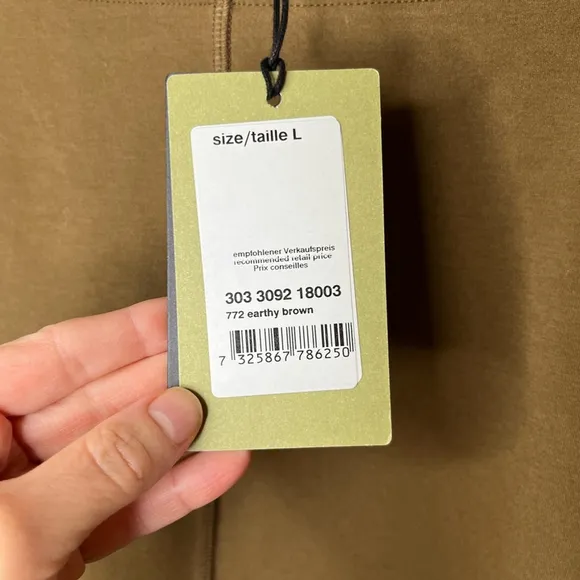 size/taille L
empfohlener Verkaufspreis
recommended retail price
Prix conseilles
303 3092 18003
772 earthy brown
7 325867 786250